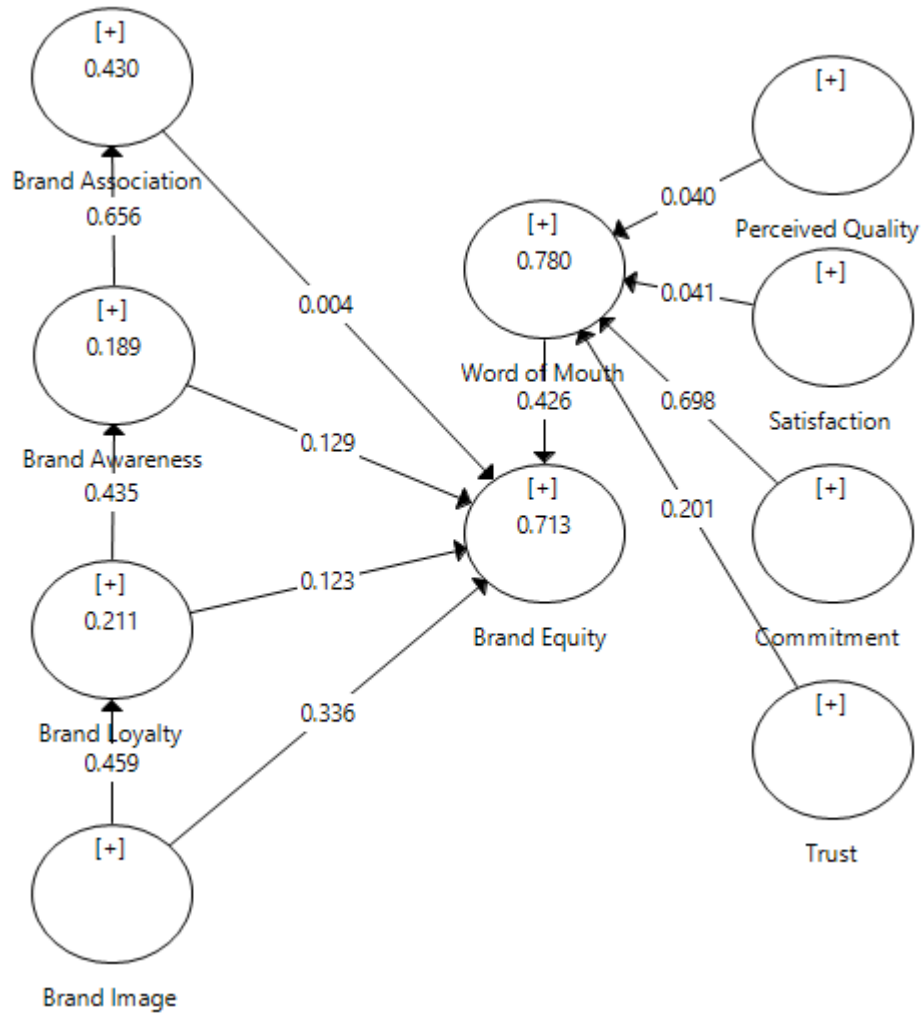 [+]
0.430
Brand Association
0.656
[+]
0.189
Brand Awareness
0.435
[+]
0.211
Brand Loyalty
0.459
[+]
Brand Image
0.004
0.129
0.123
0.336
[+]
0.780
Word of Mouth
0.426
[+]
0.713
Brand Equity
0.040
0.041
0.698
0.201
[+]
Perceived Quality
[+]
Satisfaction
[+]
Commitment
[+]
Trust